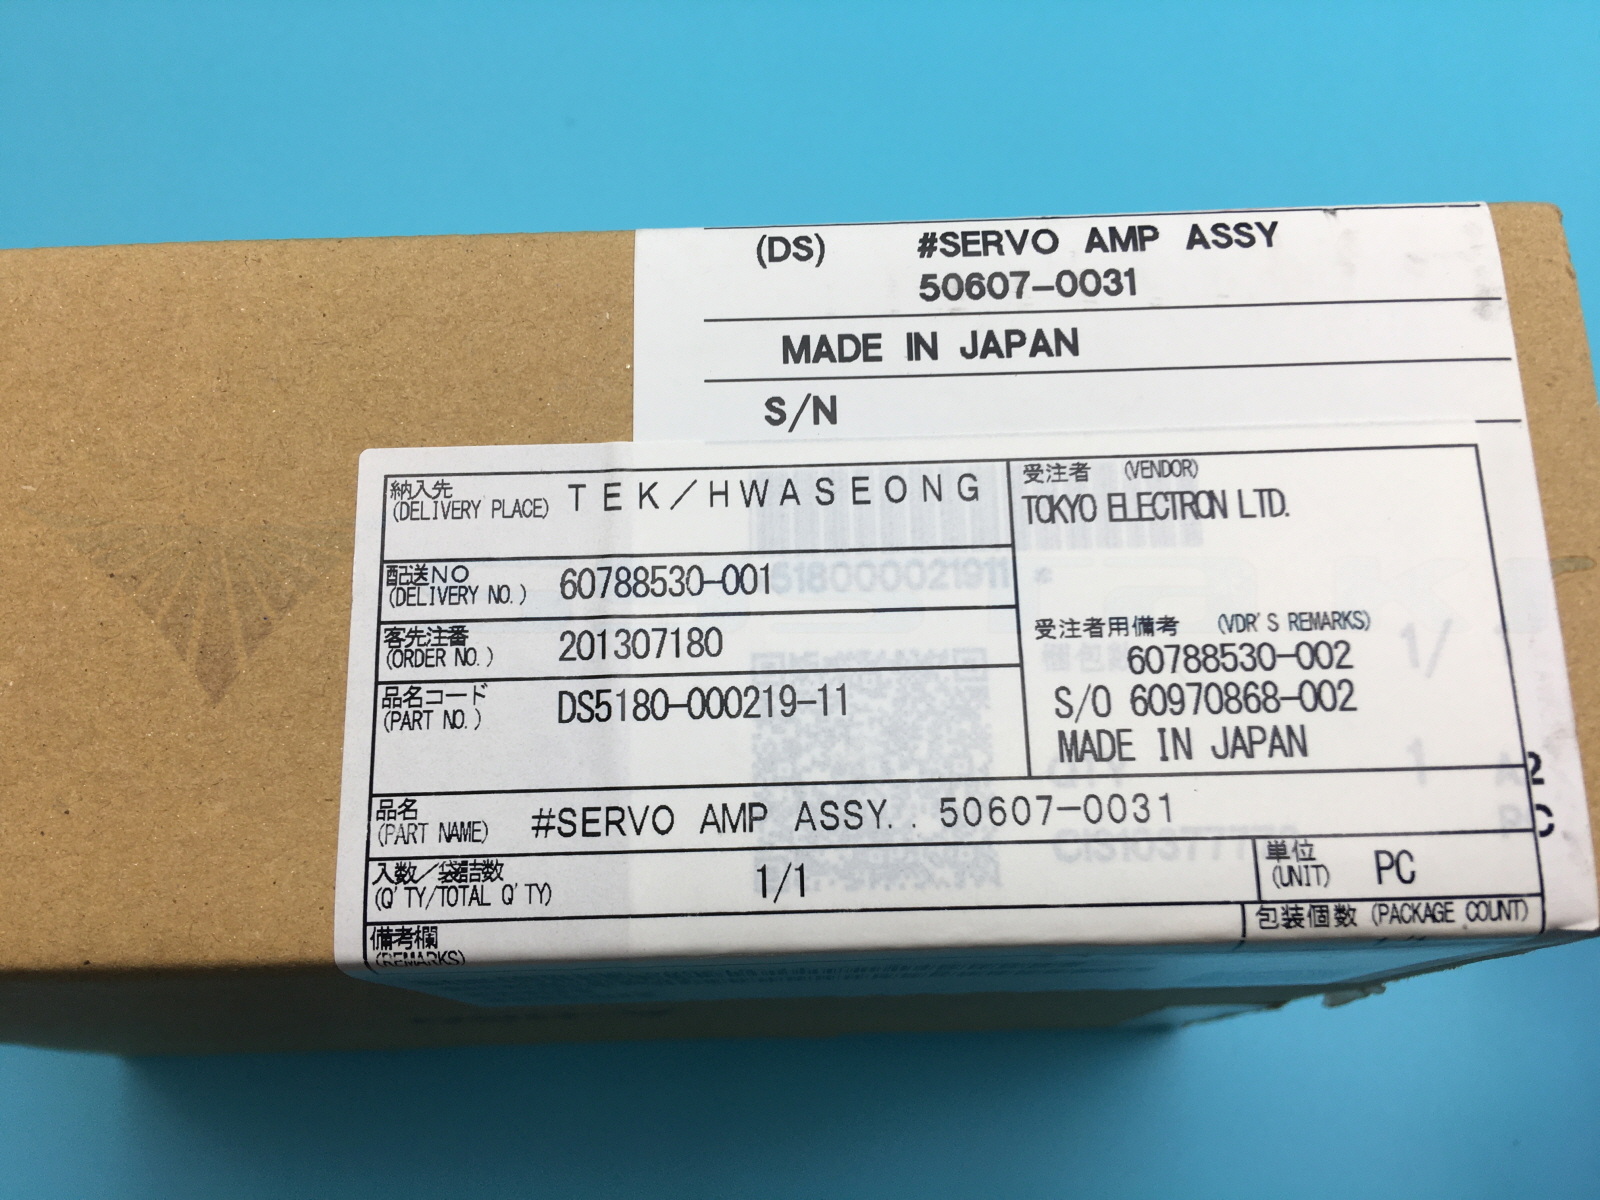 (DS) #SERVO AMP ASSY
50607-0031
MADE IN JAPAN
S/N
納入先
(DELIVERY PLACE) TEK/HWASEONG
受注者 (VENDOR)
TOKYO ELECTRON LTD.
配送NO
(DELIVERY NO.) 60788530-001
5180000021911
客先注番
(ORDER NO.) 201307180
受注者用備考 (VDR'S REMARKS)
60788530-002
S/O 60970868-002
MADE IN JAPAN
品名コード
(PART NO.) DS5180-000219-11
品名
(PART NAME) #SERVO AMP ASSY.. 50607-0031
入数/袋詰数
(Q'TY/TOTAL Q'TY) 1/1
単位
(UNIT) PC
備考欄
(REMARKS)
包装個数 (PACKAGE COUNT)